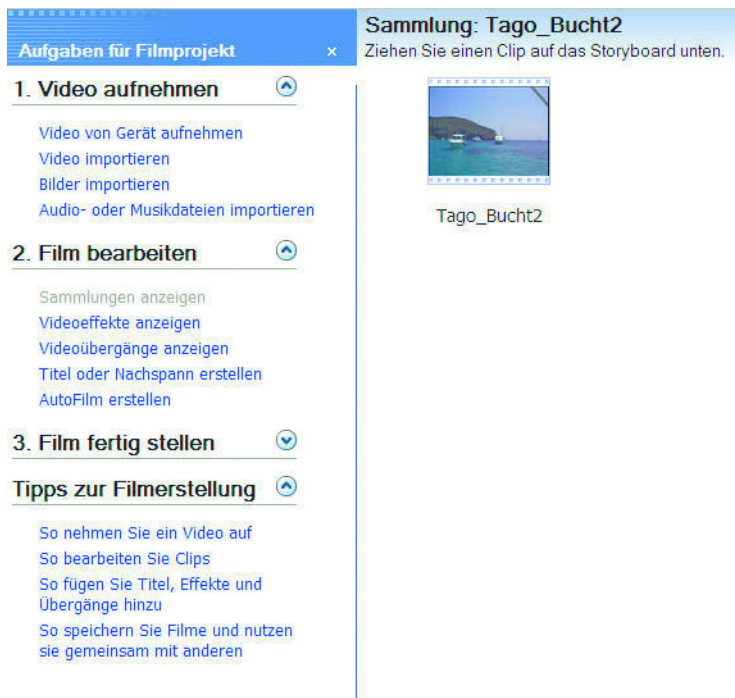 Aufgaben für Filmprojekt
1. Video aufnehmen
Video von Gerät aufnehmen
Video importieren
Bilder importieren
Audio- oder Musikdateien importieren
2. Film bearbeiten
Sammlungen anzeigen
Videoeffekte anzeigen
Videoübergänge anzeigen
Titel oder Nachspann erstellen
AutoFilm erstellen
3. Film fertig stellen
Tipps zur Filmerstellung
So nehmen Sie ein Video auf
So bearbeiten Sie Clips
So fügen Sie Titel, Effekte und
Übergänge hinzu
So speichern Sie Filme und nutzen
sie gemeinsam mit anderen
Sammlung: Tago_Bucht2
Ziehen Sie einen Clip auf das Storyboard unten.
Tago_Bucht2